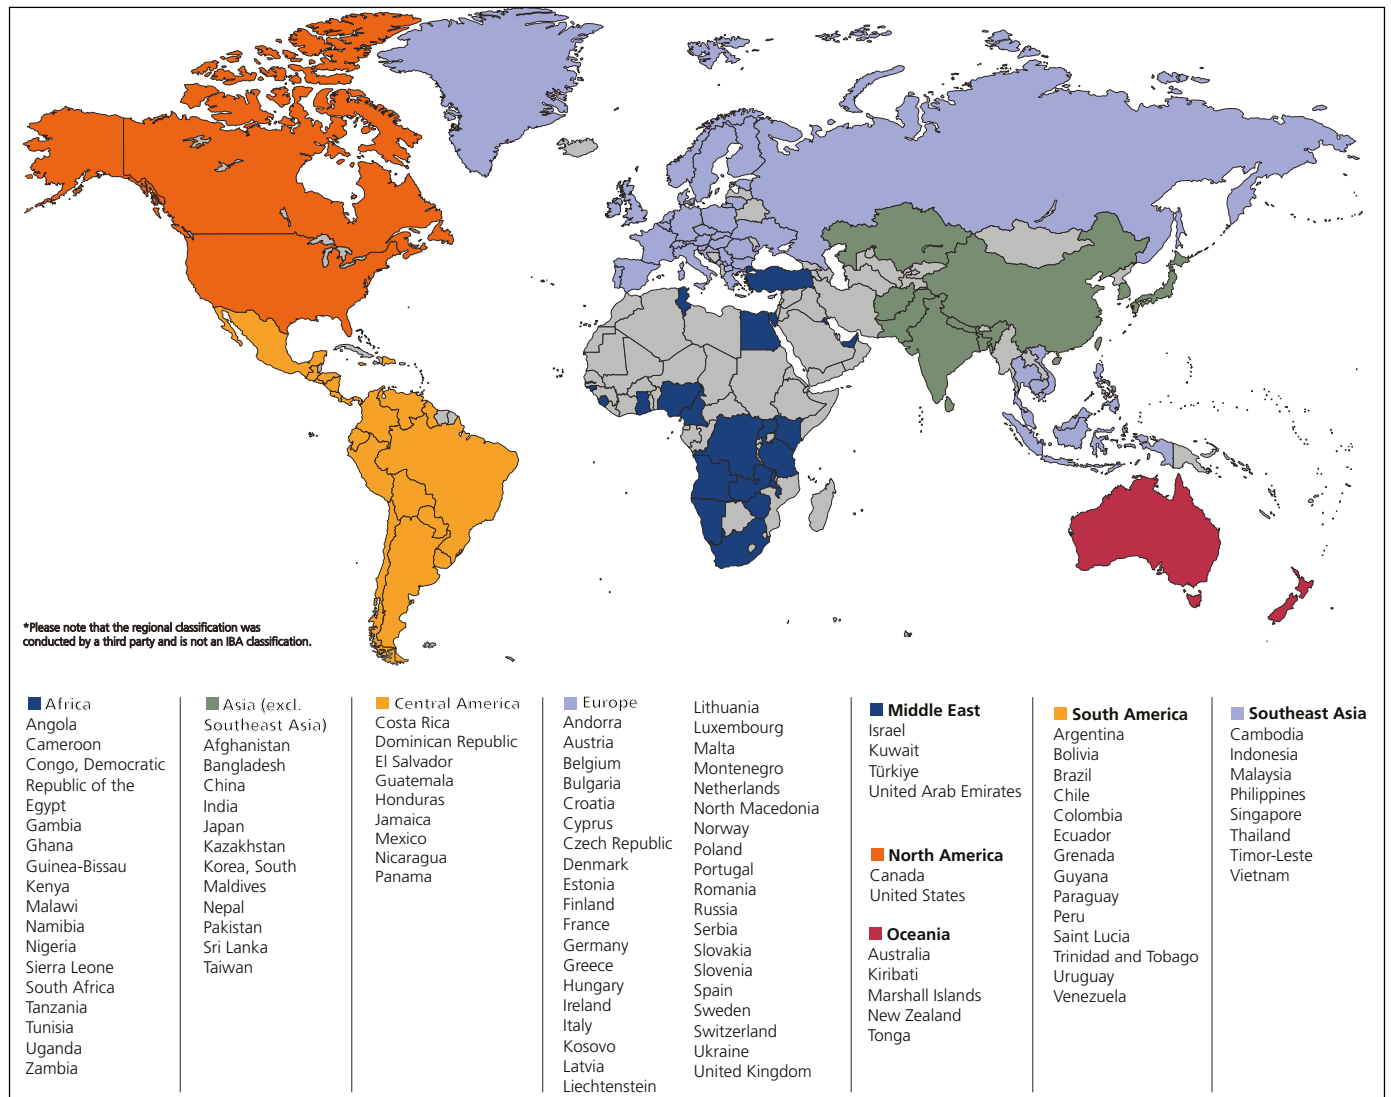 *Please note that the regional classification was
conducted by a third party and is not an IBA classification.
Africa
Angola
Cameroon
Congo, Democratic
Republic of the
Egypt
Gambia
Ghana
Guinea-Bissau
Kenya
Malawi
Namibia
Nigeria
Sierra Leone
South Africa
Tanzania
Tunisia
Uganda
Zambia
Asia (excl.
Southeast Asia)
Afghanistan
Bangladesh
China
India
Japan
Kazakhstan
Korea, South
Maldives
Nepal
Pakistan
Sri Lanka
Taiwan
Central America
Costa Rica
Dominican Republic
El Salvador
Guatemala
Honduras
Jamaica
Mexico
Nicaragua
Panama
Europe
Andorra
Austria
Belgium
Bulgaria
Croatia
Cyprus
Czech Republic
Denmark
Estonia
Finland
France
Germany
Greece
Hungary
Ireland
Italy
Kosovo
Latvia
Liechtenstein
Lithuania
Luxembourg
Malta
Montenegro
Netherlands
North Macedonia
Norway
Poland
Portugal
Romania
Russia
Serbia
Slovakia
Slovenia
Spain
Sweden
Switzerland
Ukraine
United Kingdom
Middle East
Israel
Kuwait
Türkiye
United Arab Emirates
North America
Canada
United States
Oceania
Australia
Kiribati
Marshall Islands
New Zealand
Tonga
South America
Argentina
Bolivia
Brazil
Chile
Colombia
Ecuador
Grenada
Guyana
Paraguay
Peru
Saint Lucia
Trinidad and Tobago
Uruguay
Venezuela
Southeast Asia
Cambodia
Indonesia
Malaysia
Philippines
Singapore
Thailand
Timor-Leste
Vietnam